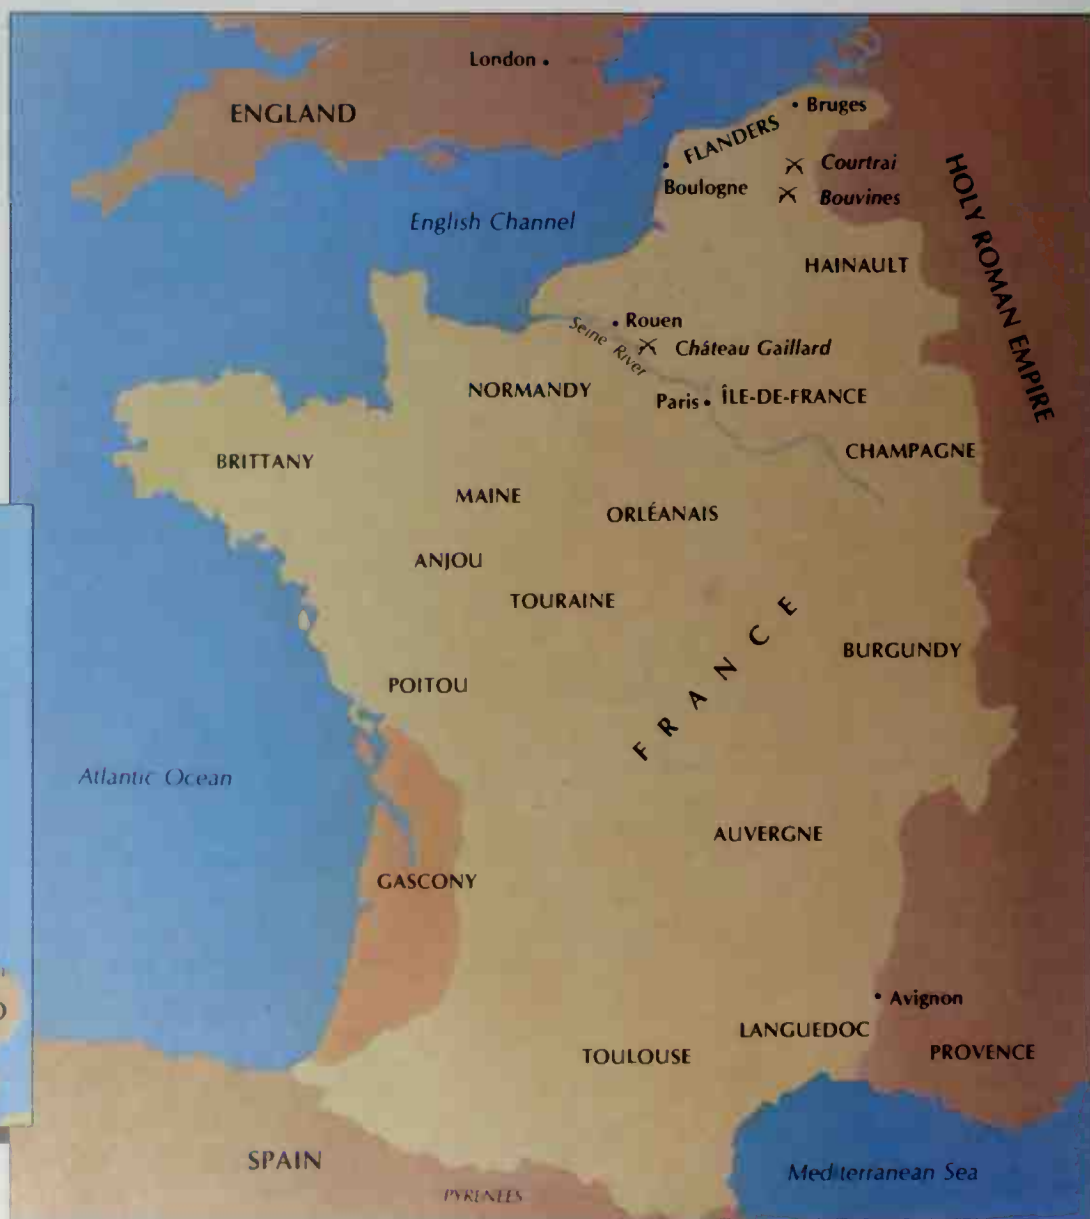 London
ENGLAND
Bruges
FLANDERS
Courtrai
Boulogne
Bouvines
HOLY ROMAN EMPIRE
English Channel
HAINAULT
Rouen
Seine River
Château Gaillard
NORMANDY
Paris
ÎLE-DE-FRANCE
CHAMPAGNE
BRITTANY
MAINE
ORLÉANAIS
ANJOU
TOURAINE
FRANCE
BURGUNDY
POITOU
Atlantic Ocean
AUVERGNE
GASCONY
Avignon
LANGUEDOC
PROVENCE
TOULOUSE
SPAIN
Mediterranean Sea
PYRENEES